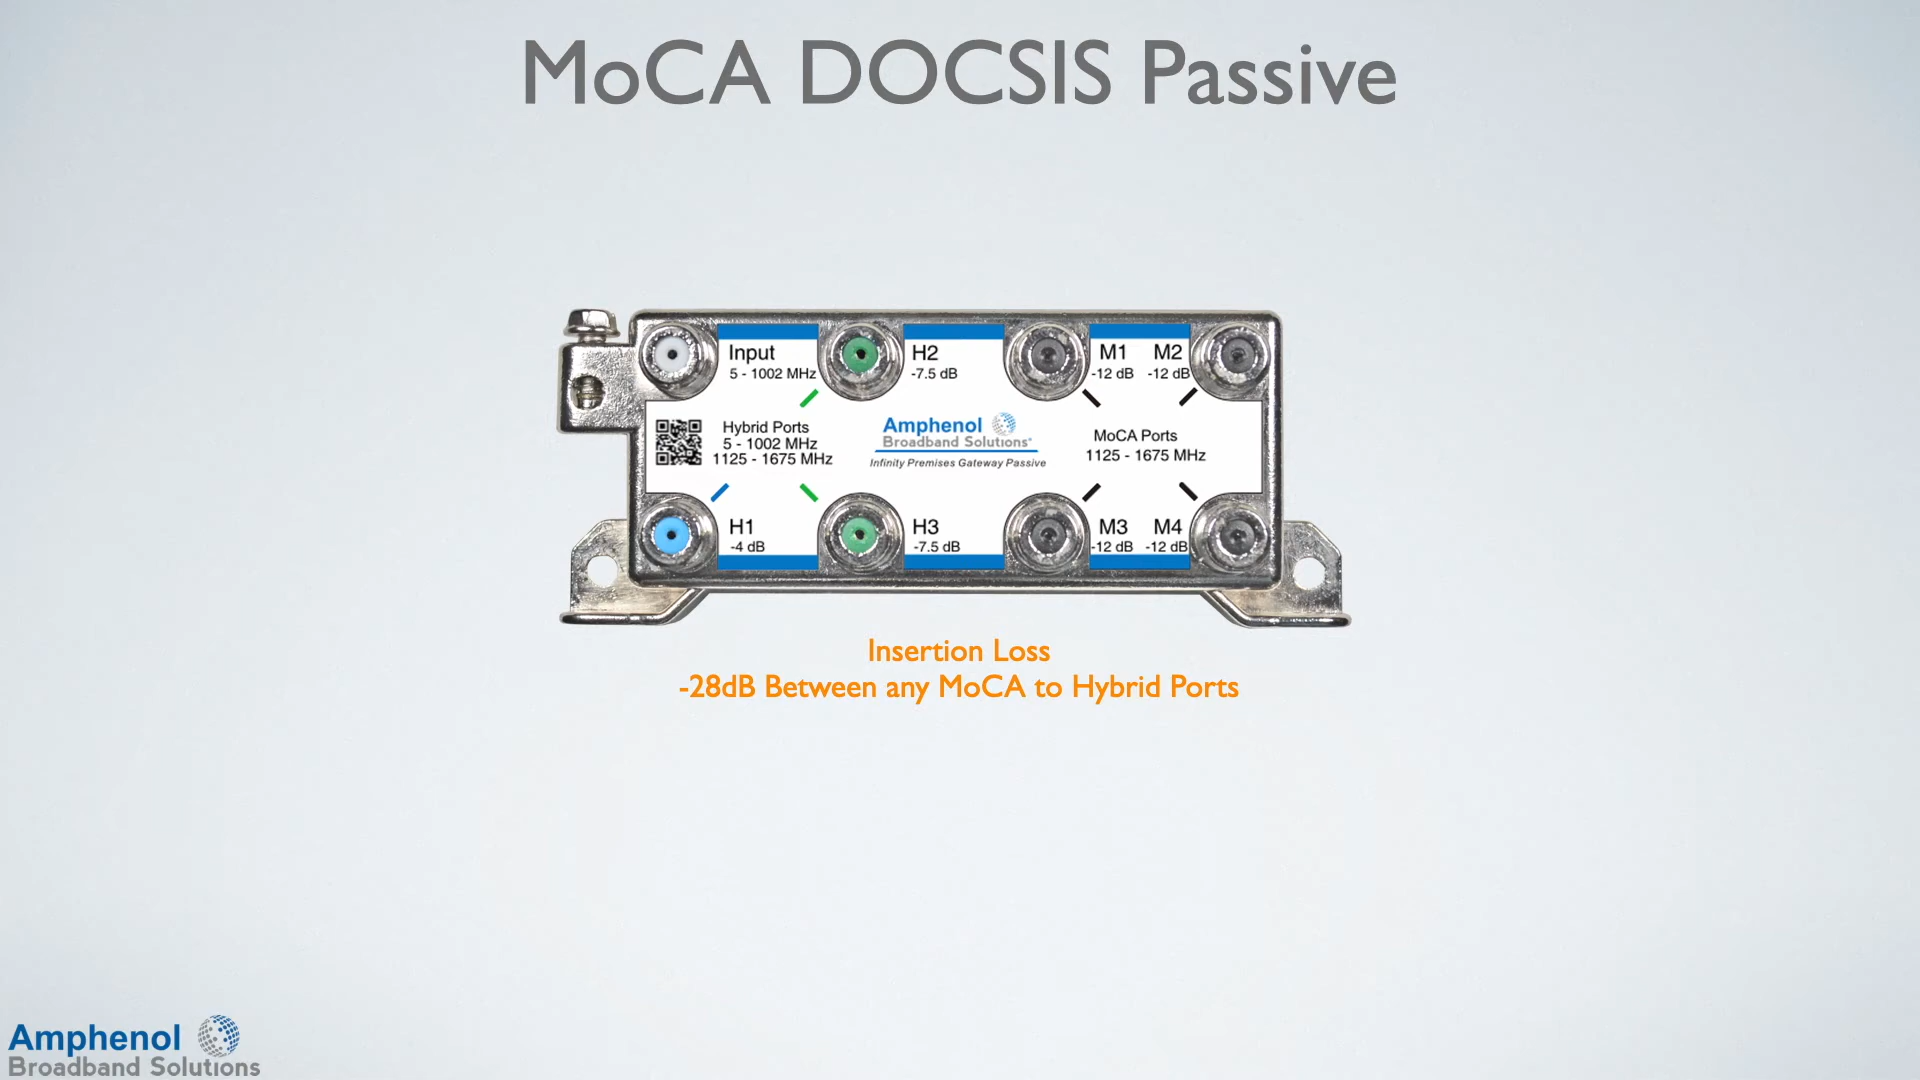 MoCA DOCSIS Passive
Input
5 - 1002 MHz
H2
-7.5 dB
M1 M2
-12 dB -12 dB
Hybrid Ports
5 - 1002 MHz
1125 - 1675 MHz
Amphenol
Broadband Solutions®
Infinity Premises Gateway Passive
MoCA Ports
1125 - 1675 MHz
H1
-4 dB
H3
-7.5 dB
M3 M4
-12 dB -12 dB
Insertion Loss
-28dB Between any MoCA to Hybrid Ports
Amphenol
Broadband Solutions